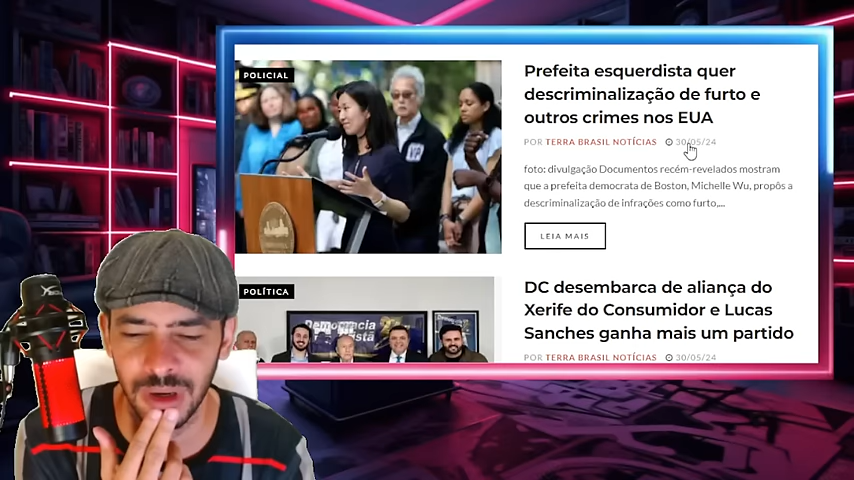 POLICIAL
Prefeita esquerdista quer
descriminalização de furto e
outros crimes nos EUA
POR TERRA BRASIL NOTÍCIAS 30/05/24
foto: divulgação Documentos recém-revelados mostram
que a prefeita democrata de Boston, Michelle Wu, propôs a
descriminalização de infrações como furto,...
LEIA MAIS
POLÍTICA
Democracia
DC desembarca de aliança do
Xerife do Consumidor e Lucas
Sanches ganha mais um partido
POR TERRA BRASIL NOTÍCIAS 30/05/24